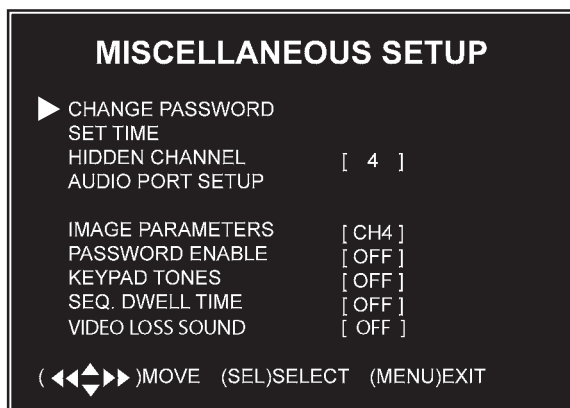 MISCELLANEOUS SETUP
CHANGE PASSWORD
SET TIME
HIDDEN CHANNEL [ 4 ]
AUDIO PORT SETUP
IMAGE PARAMETERS [ CH4 ]
PASSWORD ENABLE [ OFF ]
KEYPAD TONES [ OFF ]
SEQ. DWELL TIME [ OFF ]
VIDEO LOSS SOUND [ OFF ]
( ◀◀▲▼▶▶ )MOVE (SEL)SELECT (MENU)EXIT